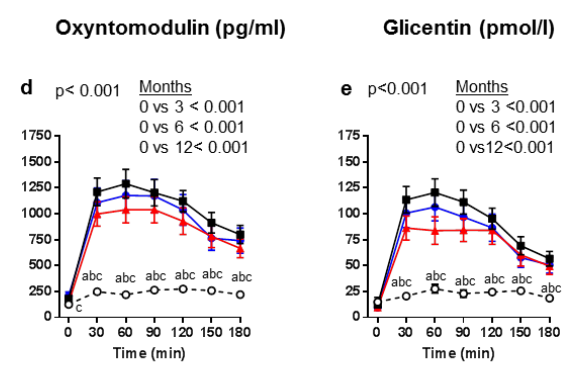 Oxyntomodulin (pg/ml)
d
p< 0.001
Months
0 vs 3 < 0.001
0 vs 6 < 0.001
0 vs 12< 0.001
1750
1500
1250
1000
750
500
250
0
c
abc abc abc abc abc abc
0 30 60 90 120 150 180
Time (min)
Glicentin (pmol/l)
e
p<0.001
Months
0 vs 3 <0.001
0 vs 6 <0.001
0 vs12<0.001
175
150
125
100
75
50
25
0
abc abc abc abc abc abc
0 30 60 90 120 150 180
Time (min)